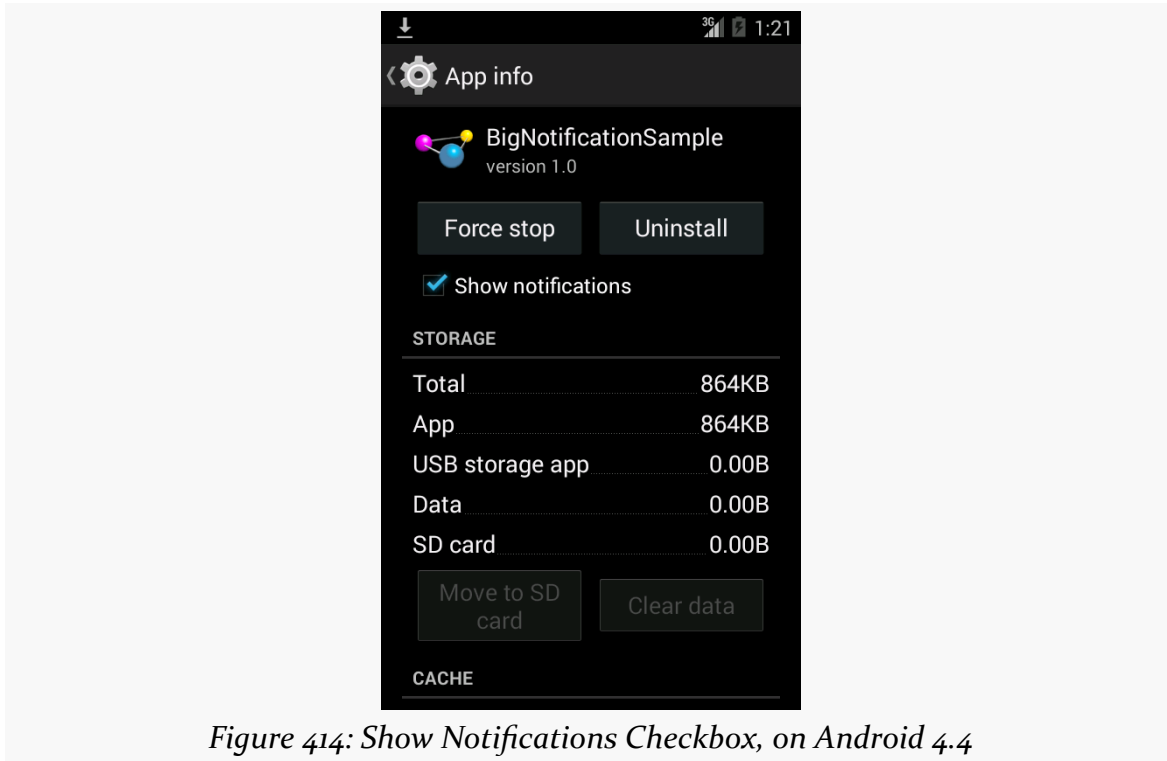 3G 1:21
App info
BigNotificationSample
version 1.0
Force stop Uninstall
Show notifications
STORAGE
Total 864KB
App 864KB
USB storage app 0.00B
Data 0.00B
SD card 0.00B
Move to SD card Clear data
CACHE
Figure 414: Show Notifications Checkbox, on Android 4.4